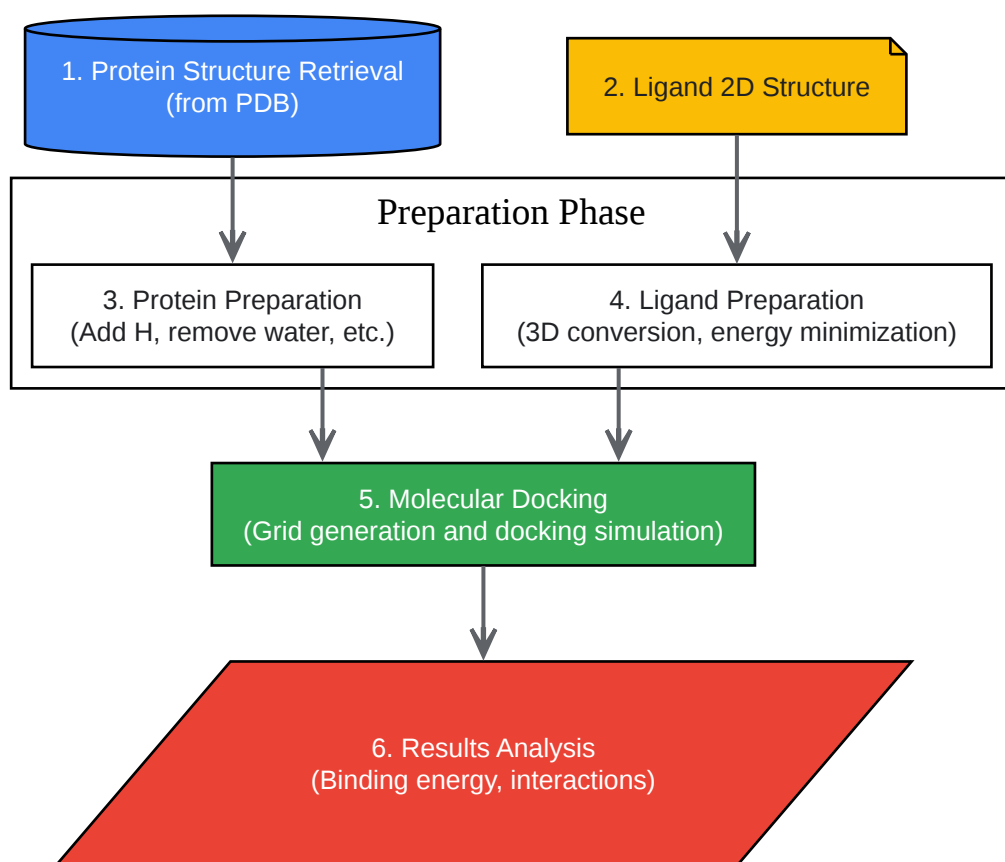 1. Protein Structure Retrieval
(from PDB)
2. Ligand 2D Structure
Preparation Phase
3. Protein Preparation
(Add H, remove water, etc.)
4. Ligand Preparation
(3D conversion, energy minimization)
5. Molecular Docking
(Grid generation and docking simulation)
6. Results Analysis
(Binding energy, interactions)